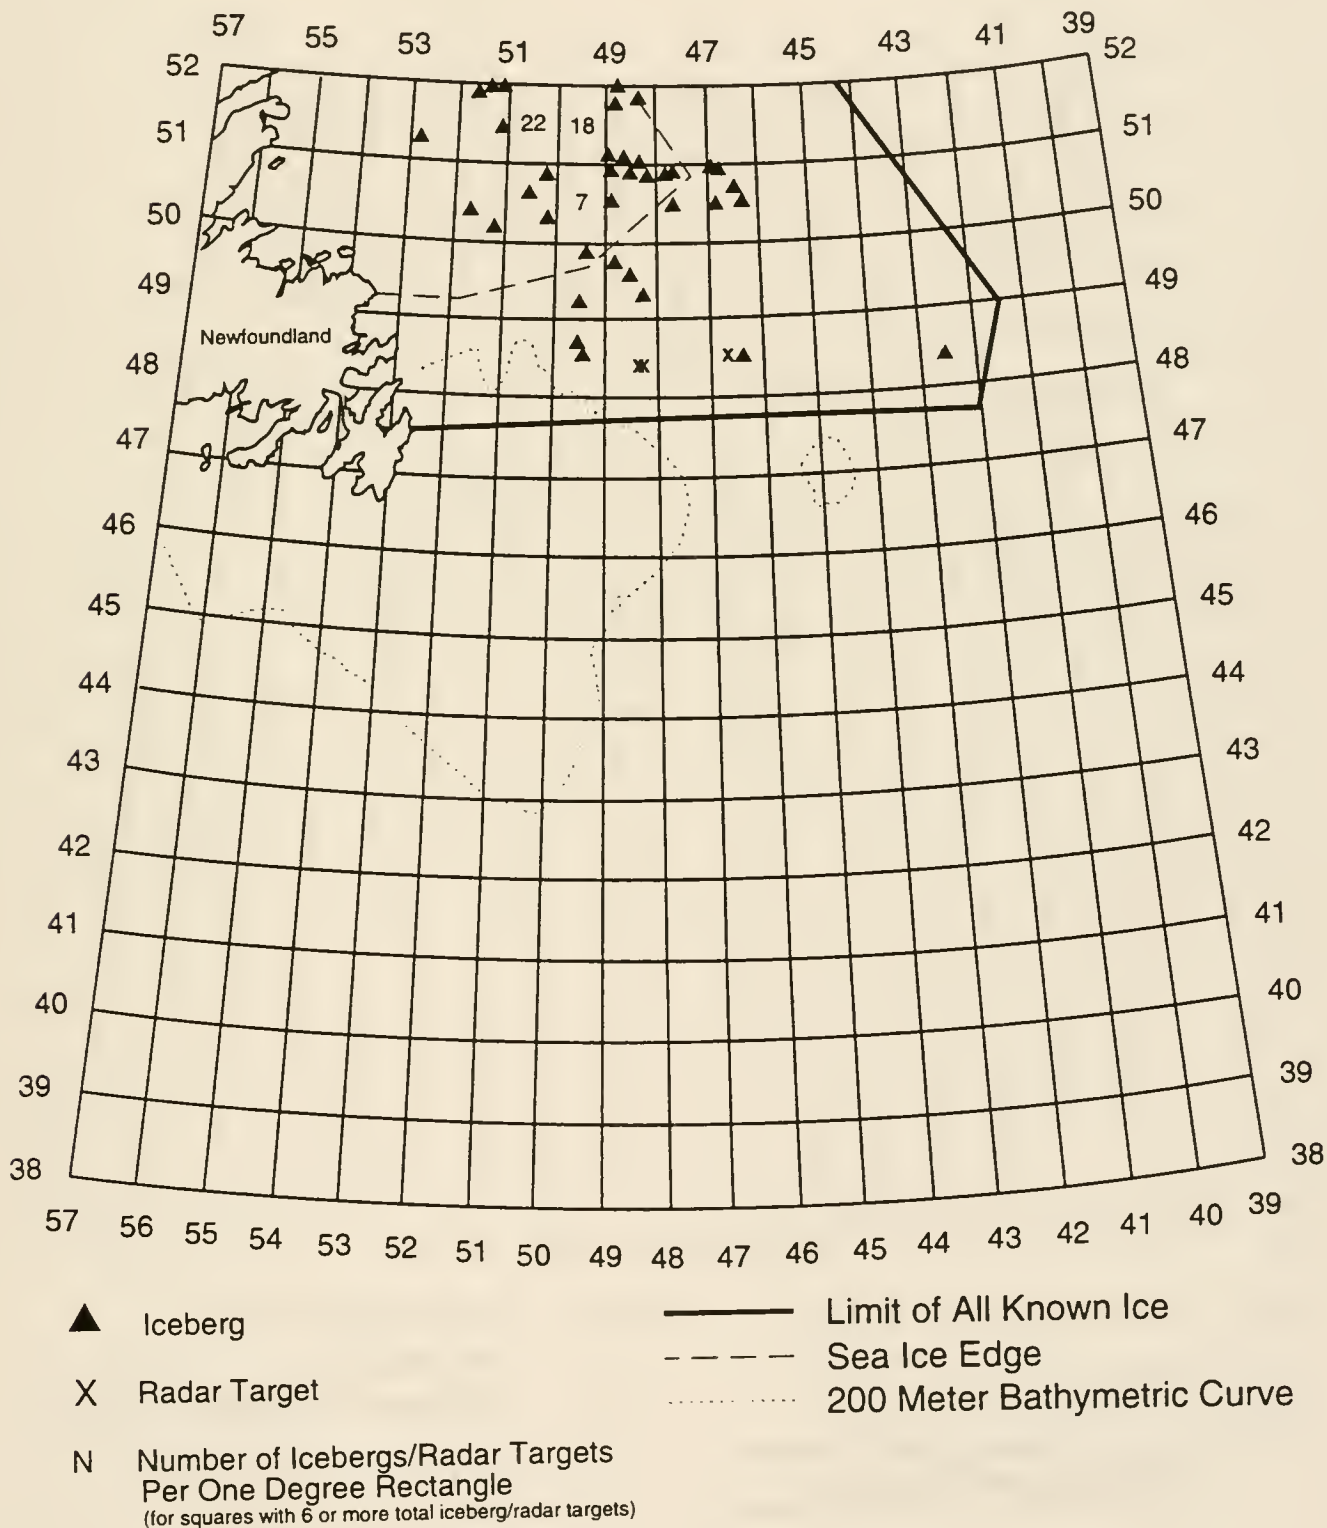 57 55 53 51 49 47 45 43 41 39
52 52
51 22 18 51
50 7 50
49 49
Newfoundland
48 X X X 48
47 47
46 46
45 45
44 44
43 43
42 42
41 41
40 40
39 39
38 38
57 56 55 54 53 52 51 50 49 48 47 46 45 44 43 42 41 40 39
Iceberg
X Radar Target
N Number of Icebergs/Radar Targets
Per One Degree Rectangle
(for squares with 6 or more total iceberg/radar targets)
Limit of All Known Ice
Sea Ice Edge
200 Meter Bathymetric Curve